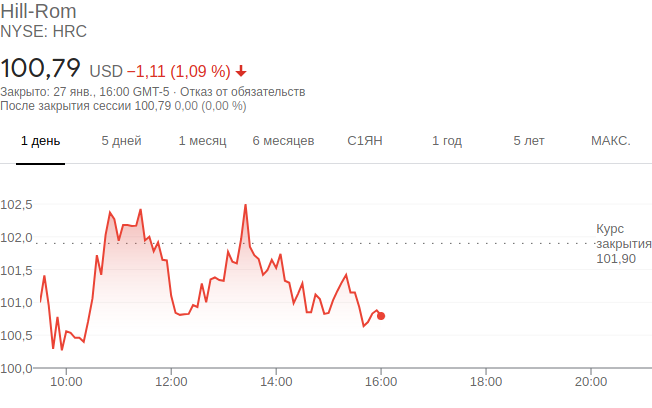 Hill-Rom
NYSE: HRC
100,79 USD −1,11 (1,09 %)
Закрыто: 27 янв., 16:00 GMT-5 · Отказ от обязательств
После закрытия сессии 100,79 0,00 (0,00 %)
1 день 5 дней 1 месяц 6 месяцев С1ЯН 1 год 5 лет МАКС.
102,5
102,0
101,5
101,0
100,5
100,0
Курс
закрытия
101,90
10:00 12:00 14:00 16:00 18:00 20:00